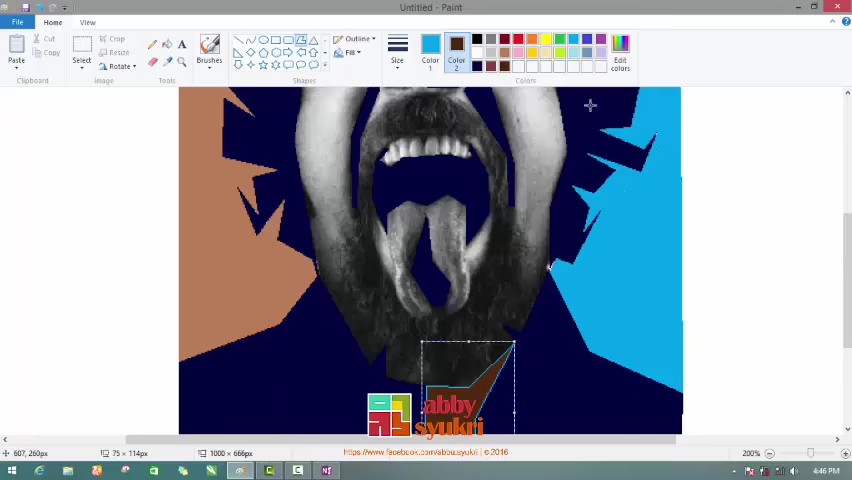 Untitled - Paint
File
Home
View
Paste
Cut
Copy
Clipboard
Select
Crop
Resize
Rotate
Image
Tools
Brushes
Shapes
Outline
Fill
Size
Color 1
Color 2
Edit colors
Colors
abby
syukri
https://www.facebook.com/abbu.syukri | © 2016
607, 260px
75 × 114px
1000 × 666px
200%
4:46 PM